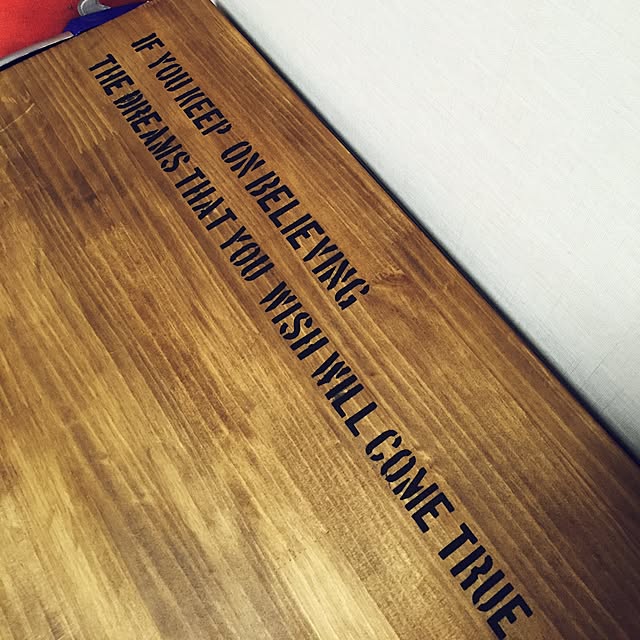 IF YOU KEEP ON BELIEVING
THE DREAMS THAT YOU WISH WILL COME TRUE